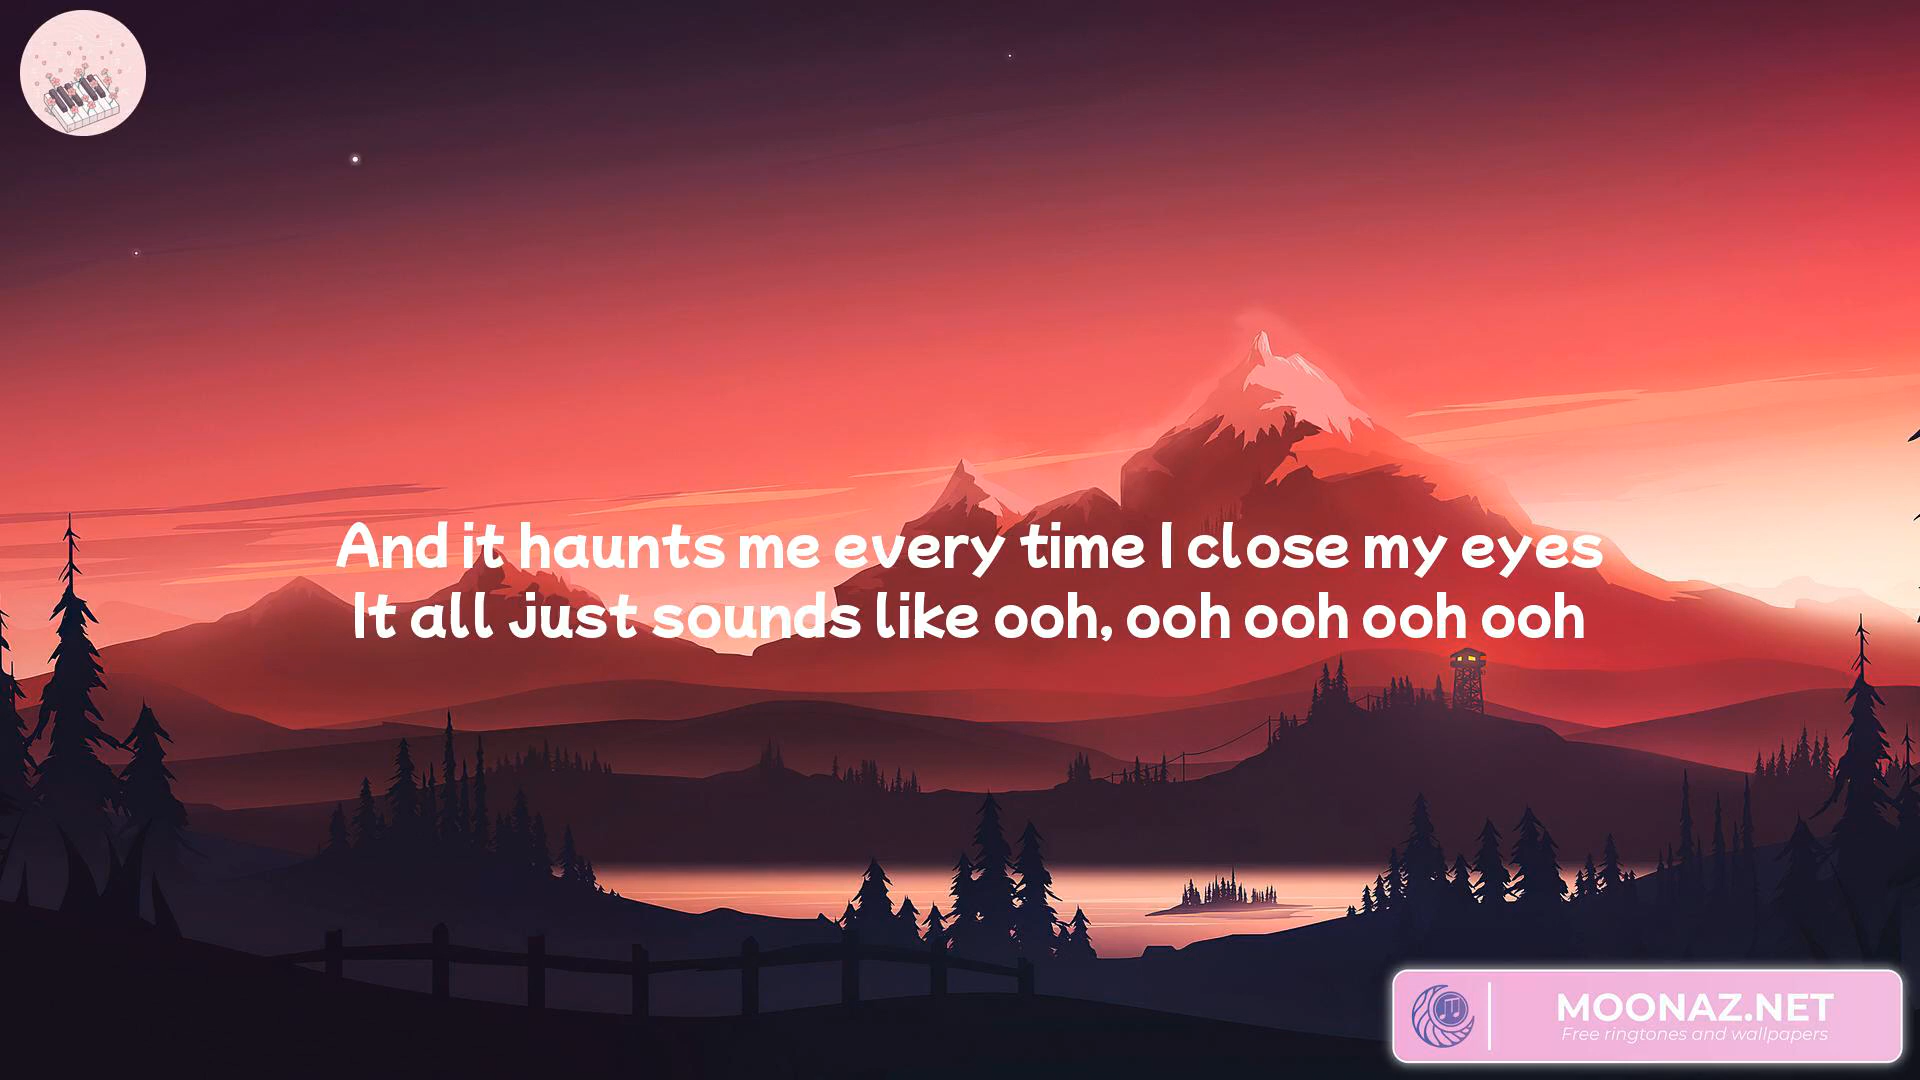 And it haunts me every time I close my eyes
It all just sounds like ooh, ooh ooh ooh ooh
MOONAZ.NET
Free ringtones and wallpapers